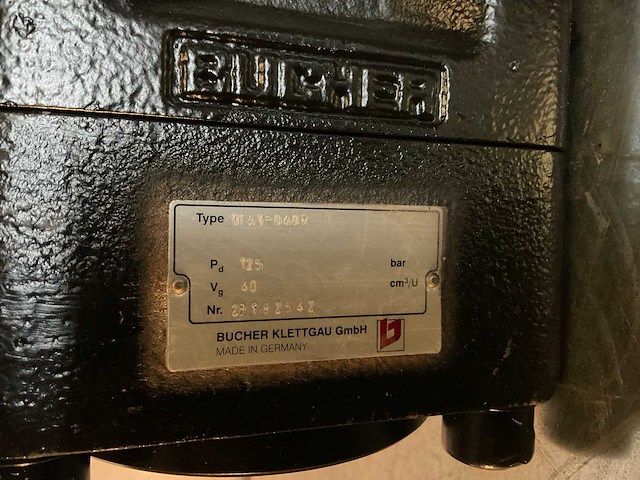 BUCHER
Type
Pd 125 bar
Vg 40 cm³/U
Nr.
BUCHER KLETTGAU GmbH
MADE IN GERMANY